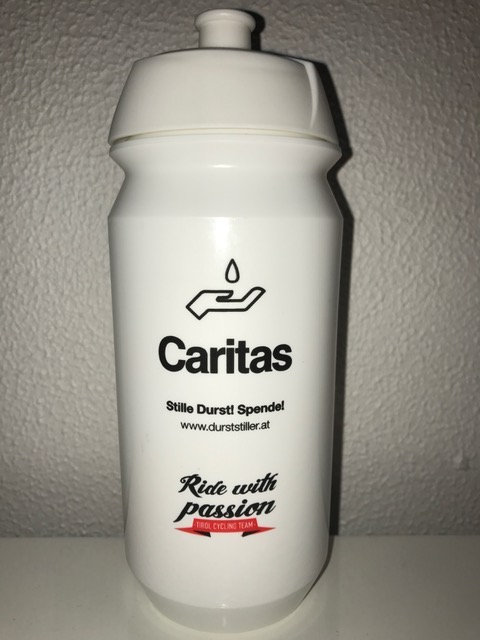 Caritas
Stille Durst! Spende!
www.durststiller.at
Ride with
passion
TIROL CYCLING TEAM